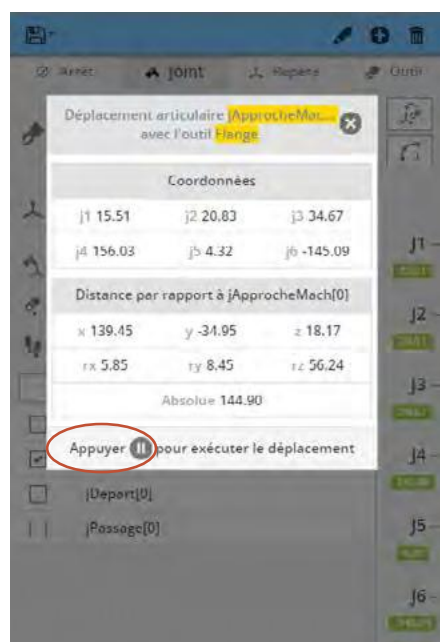 Arrêt Joint Repère Outil
Déplacement articulaire jApprocheMac...
avec l'outil Flange
Coordonnées
j1 15.51 j2 20.83 j3 34.67
j4 156.03 j5 4.32 j6 -145.09
Distance par rapport à jApprocheMach[0]
x 139.45 y -34.95 z 18.17
rx 5.85 ry 8.45 rz 56.24
Absolue 144.90
Appuyer pour exécuter le déplacement
jDepart[0]
jPassage[0]
J1
J2
J3
J4
J5
J6